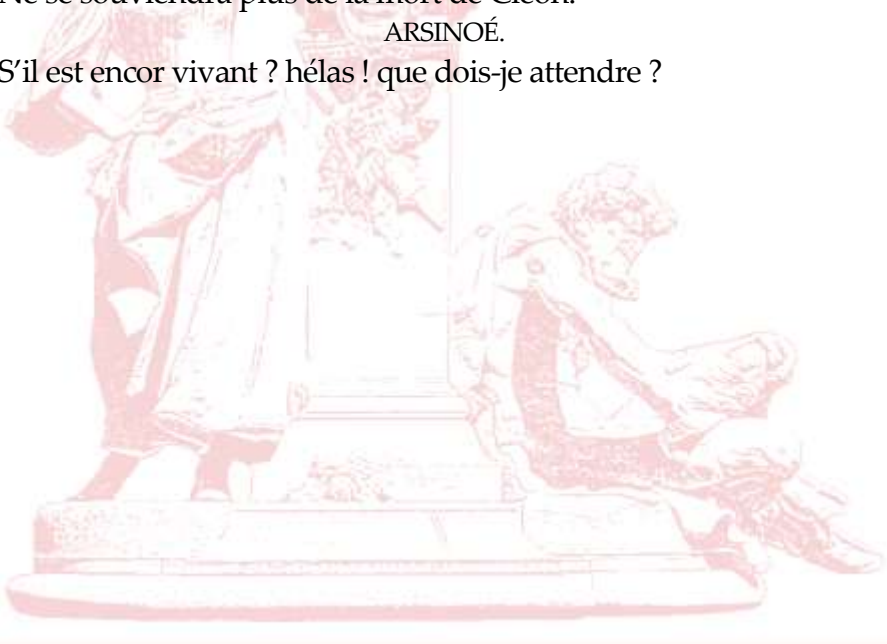 Ne se souviendra plus de la mort de Cléon.
ARSINOÉ.
S'il est encor vivant ? hélas ! que dois-je attendre ?